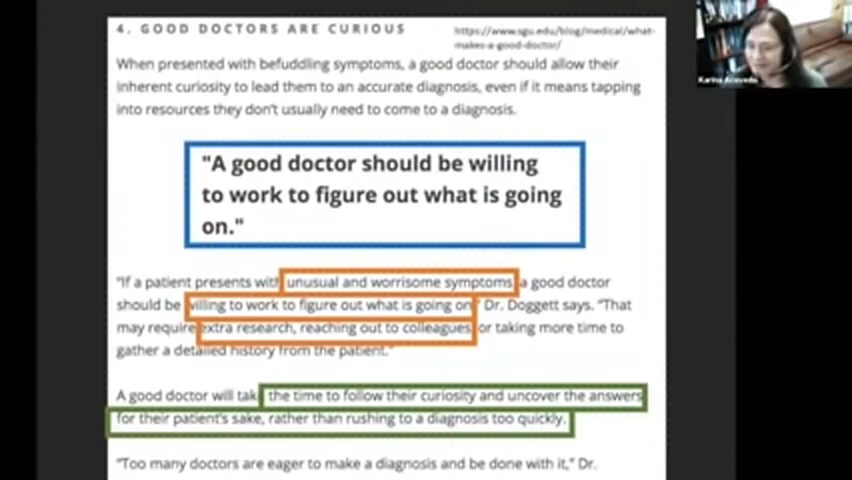 4. GOOD DOCTORS ARE CURIOUS
https://www.sgu.edu/blog/medical/what-
makes-a-good-doctor/
When presented with befuddling symptoms, a good doctor should allow their
inherent curiosity to lead them to an accurate diagnosis, even if it means tapping
into resources they don't usually need to come to a diagnosis.
"A good doctor should be willing
to work to figure out what is going
on."
"If a patient presents with unusual and worrisome symptoms, a good doctor
should be willing to work to figure out what is going on," Dr. Doggett says. "That
may require extra research, reaching out to colleagues, or taking more time to
gather a detailed history from the patient."
A good doctor will take the time to follow their curiosity and uncover the answers
for their patient's sake, rather than rushing to a diagnosis too quickly.
"Too many doctors are eager to make a diagnosis and be done with it," Dr.
Karina Acevedo